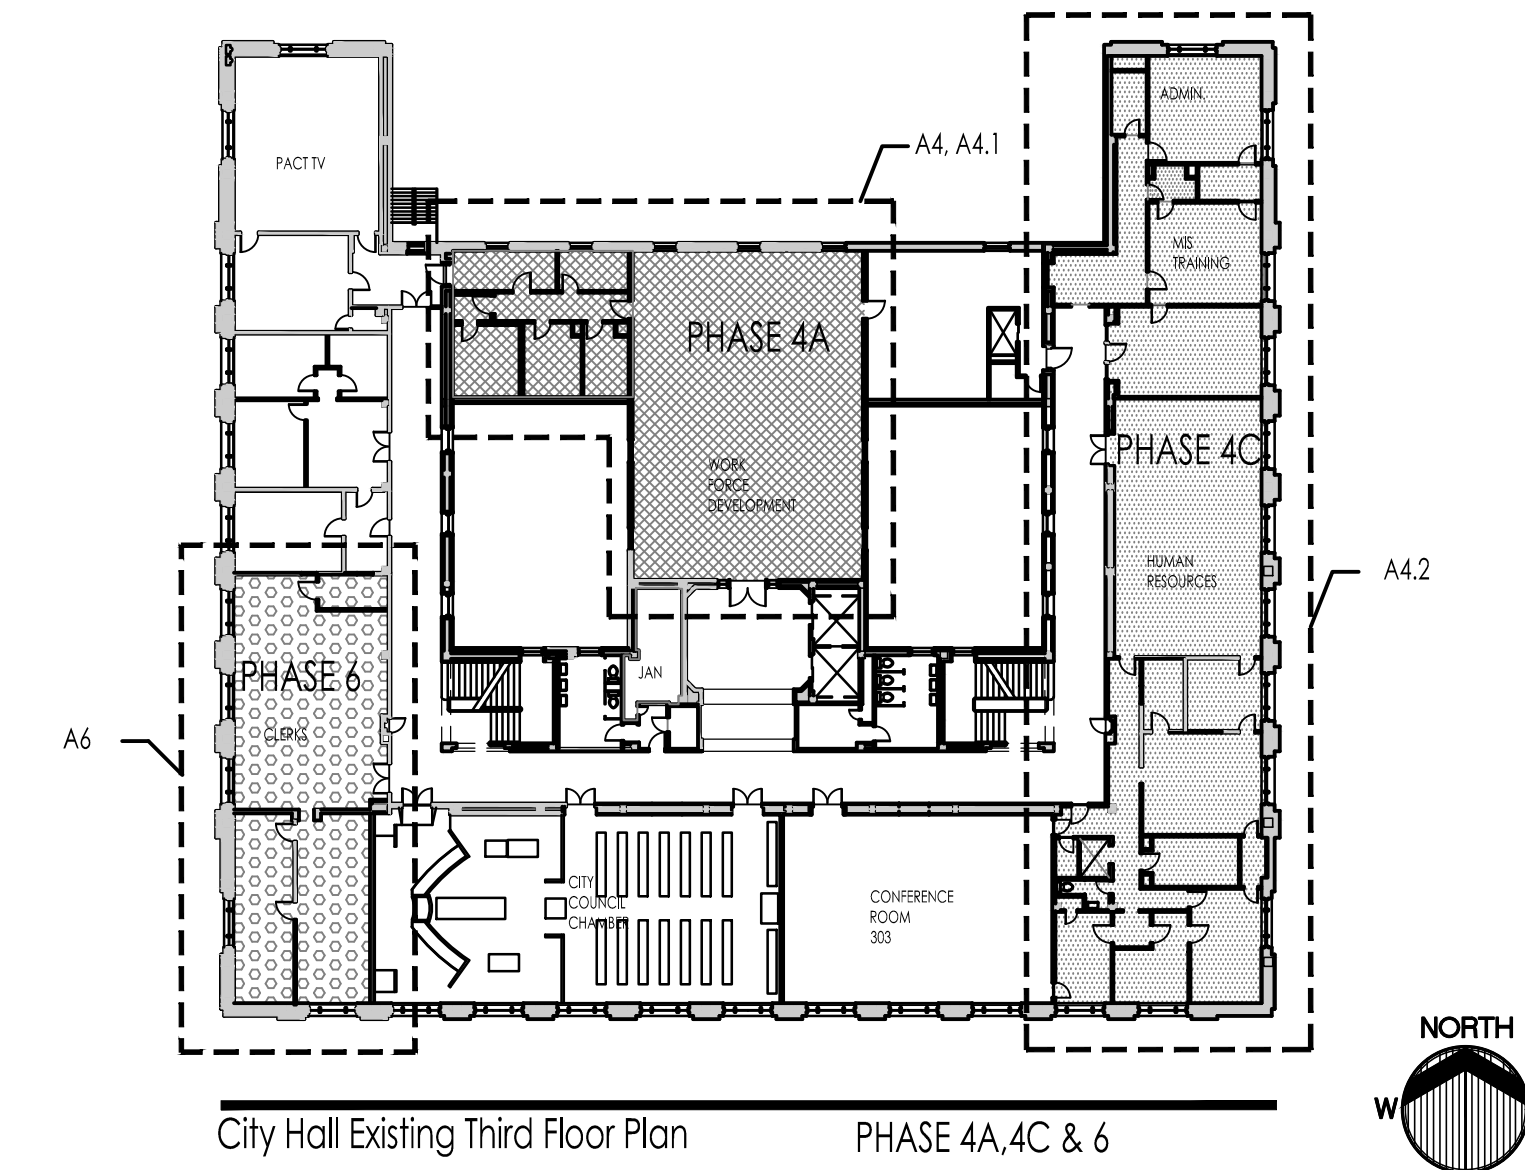 A4, A4.1
ADMIN.
PACT TV
MIS
TRAINING
PHASE 4A
PHASE 4C
WORK
FORCE
DEVELOPMENT
HUMAN
RESOURCES
A4.2
JAN
PHASE 6
CLERKS
A6
CITY
COUNCIL
CHAMBER
CONFERENCE
ROOM
303
NORTH
W
City Hall Existing Third Floor Plan
PHASE 4A,4C & 6